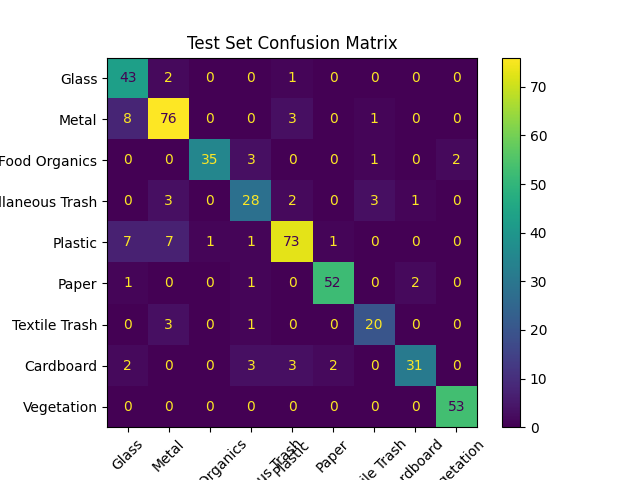 Test Set Confusion Matrix
Glass 43 2 0 0 1 0 0 0 0
Metal 8 76 0 0 3 0 1 0 0
Food Organics 0 0 35 3 0 0 1 0 2
llaneous Trash 0 3 0 28 2 0 3 1 0
Plastic 7 7 1 1 73 1 0 0 0
Paper 1 0 0 1 0 52 0 2 0
Textile Trash 0 3 0 1 0 0 20 0 0
Cardboard 2 0 0 3 3 2 0 31 0
Vegetation 0 0 0 0 0 0 0 0 53
Glass Metal Organics us Trash Plastic Paper ile Trash rdboard getation
70
60
50
40
30
20
10
0